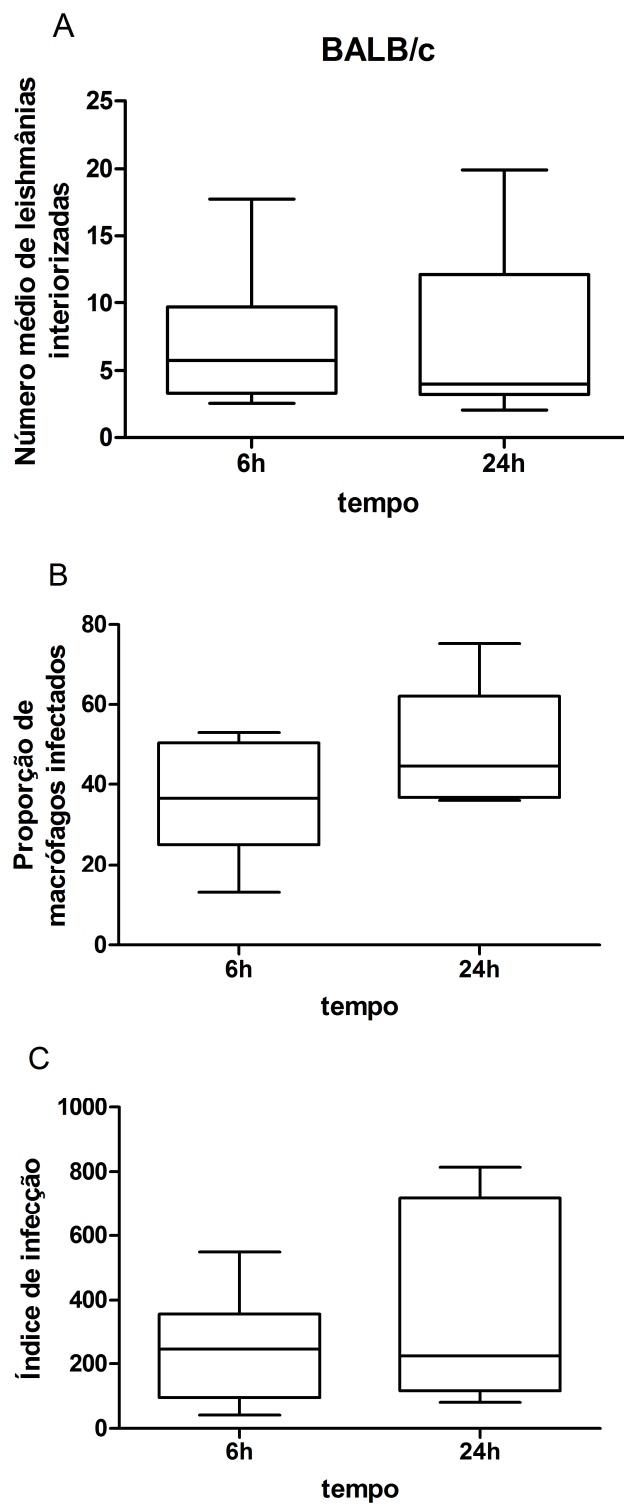 A
BALB/c
Número médio de leishmânias
interiorizadas
25
20
15
10
5
0
6h
24h
tempo
B
Proporção de
macrófagos infectados
80
60
40
20
0
6h
24h
tempo
C
Índice de infecção
1000
800
600
400
200
0
6h
24h
tempo